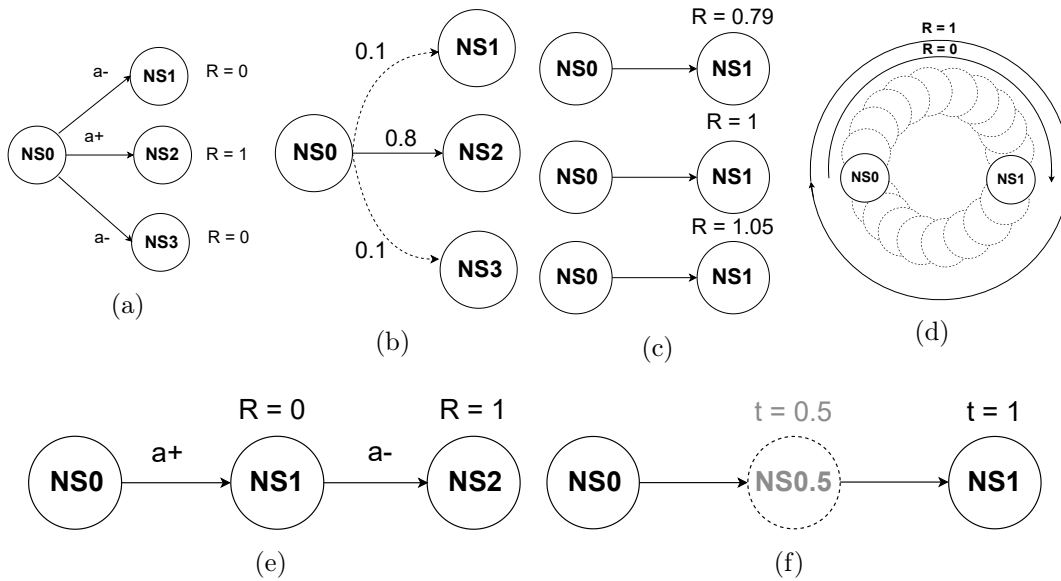 a-
NS1
R = 0
NS0
a+
NS2
R = 1
a-
NS3
R = 0
(a)
0.1
NS1
NS0
0.8
NS2
0.1
NS3
(b)
R = 0.79
NS0
NS1
R = 1
NS0
NS1
R = 1.05
NS0
NS1
(c)
R = 1
R = 0
NS0
NS1
(d)
R = 0
R = 1
NS0
a+
NS1
a-
NS2
(e)
t = 0.5
t = 1
NS0
NS0.5
NS1
(f)